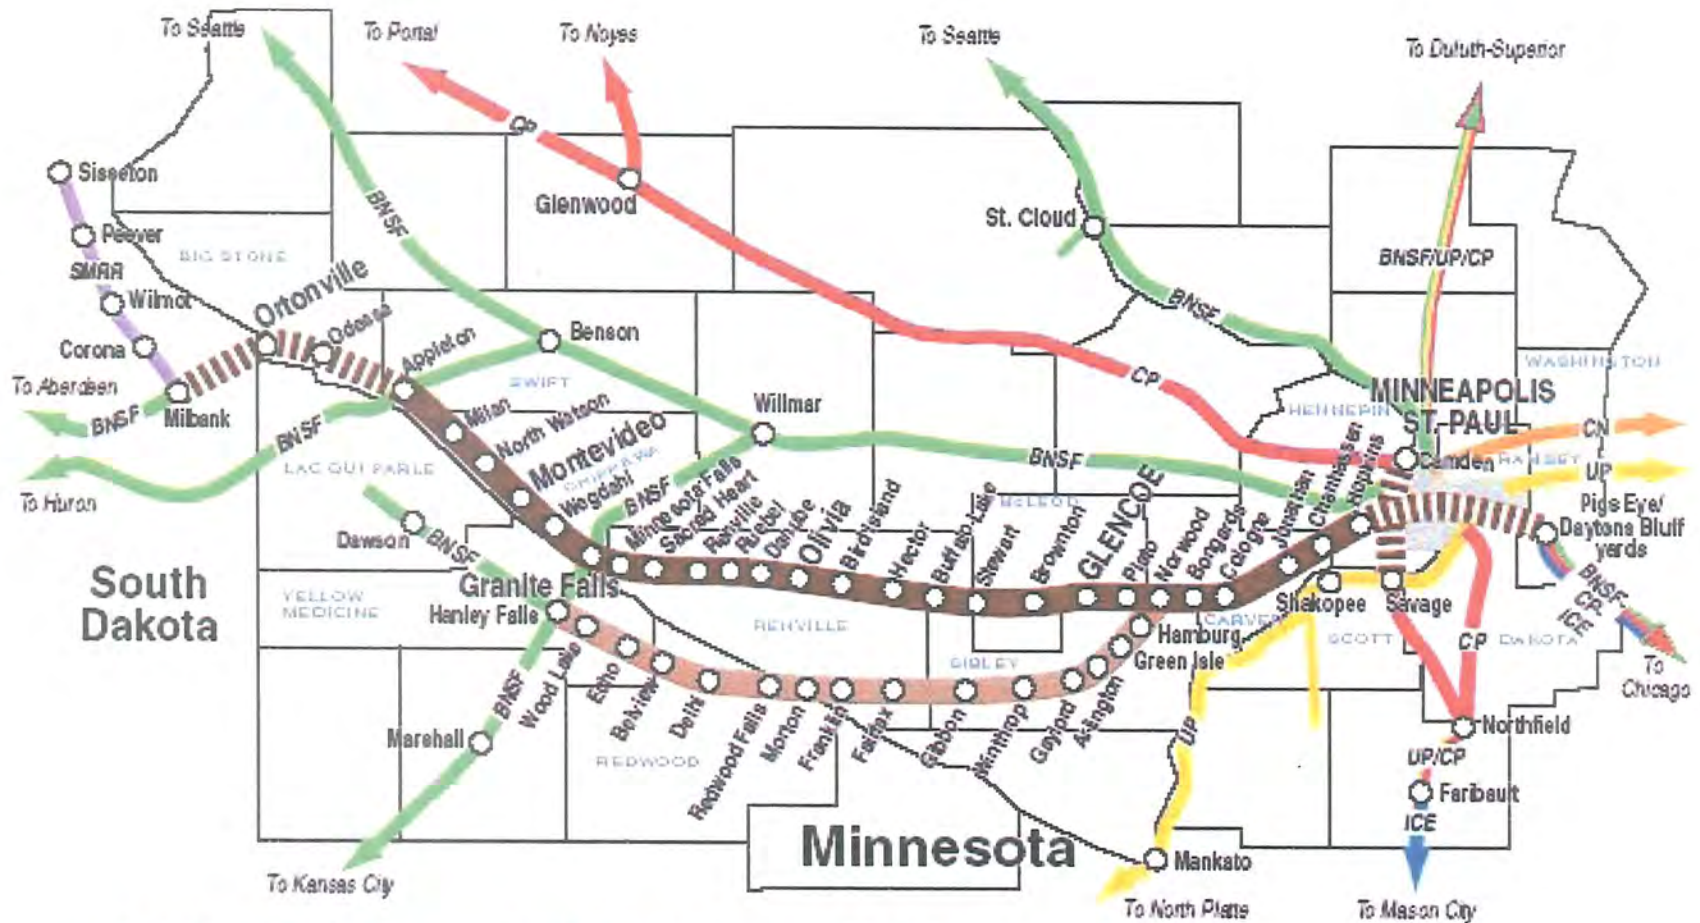 To Seattle
To Portal
To Noyes
To Seattle
To Duluth-Superior
CP
Sisseton
Glenwood
BNSF
St. Cloud
Peever
BIG STONE
BNSF/UP/CP
SMRR
Ortonville
Wilmot
BNSF
Odessa
Benson
Corona
Appleton
WASHINGTON
To Aberdeen
SWIFT
CP
MINNEAPOLIS
ST. PAUL
BNSF
Milbank
Milan
Willmar
HENNEPIN
BNSF
North Watson
CN
Montevideo
CHIPPEWA
Camden
RAMSEY
LAC QUI PARLE
BNSF
UP
To Huron
Wegdahl
BNSF
McLEOD
Pigs Eye/
Daytons Bluff
yards
Dawson
BNSF
Minnesota Falls
Sacred Heart
Renville
Danube
Olivia
Bird Island
Hector
Buffalo Lake
Stewart
Brownton
GLENCOE
Plato
Norwood
Bongards
Cologne
Jonathan
Chanhassen
Hopkins
South
Dakota
Granite Falls
YELLOW
MEDICINE
Hanley Falls
Shakopee
Savage
BNSF
CP
ICE
RENVILLE
CARVER
SCOTT
CP
DAKOTA
Hamburg
Green Isle
SIBLEY
To
Chicago
BNSF
Wood Lake
Echo
Belview
Delhi
Redwood Falls
Morton
Franklin
Fairfax
Gibbon
Winthrop
Gaylord
Arlington
Marshall
REDWOOD
UP
Northfield
UP/CP
Faribault
ICE
Minnesota
Mankato
To Kansas City
To North Platte
To Mason City